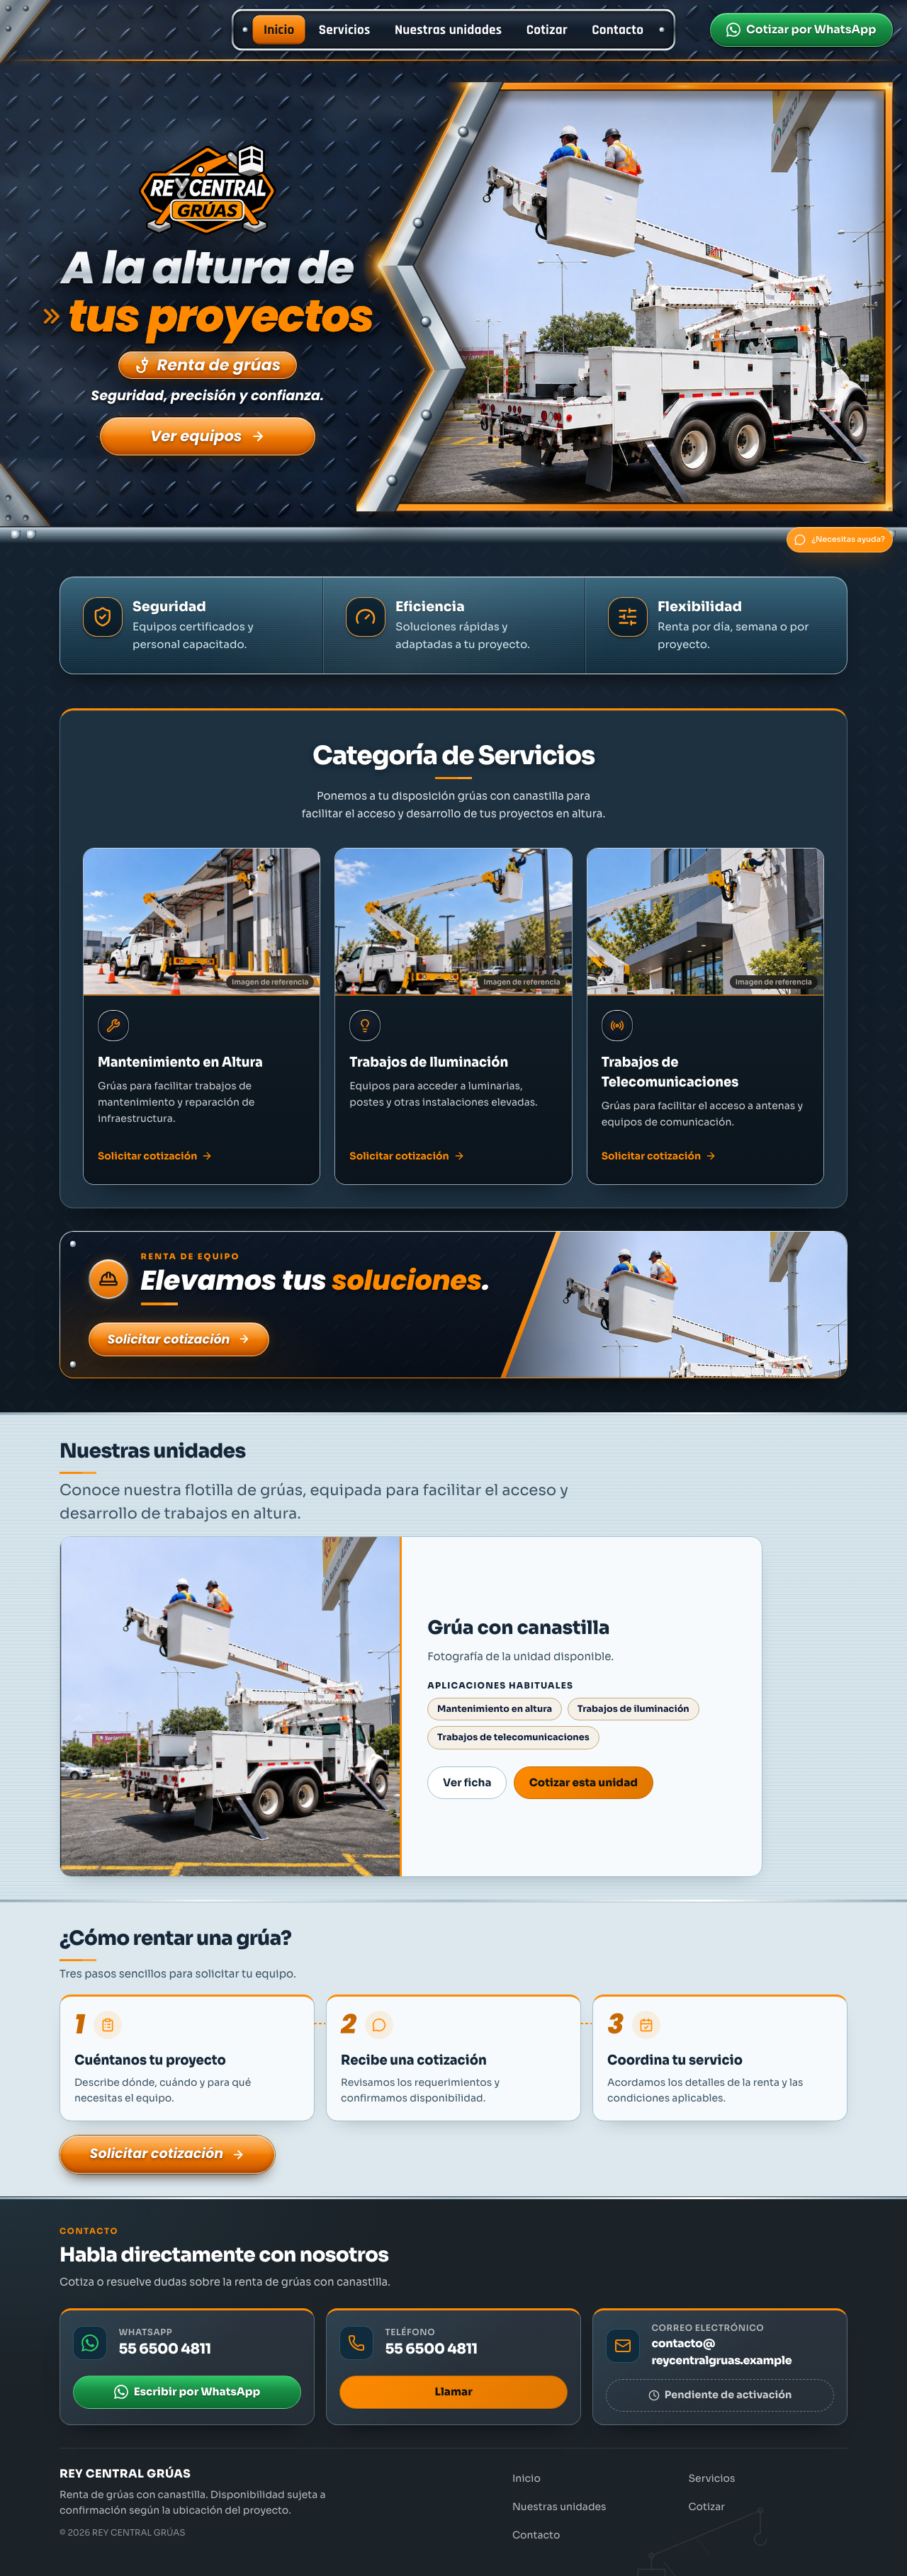 Inicio
Servicios
Nuestras unidades
Cotizar
Contacto
Cotizar por WhatsApp
REY CENTRAL
GRÚAS
A la altura de
tus proyectos
Renta de grúas
Seguridad, precisión y confianza.
Ver equipos
¿Necesitas ayuda?
Seguridad
Equipos certificados y
personal capacitado.
Eficiencia
Soluciones rápidas y
adaptadas a tu proyecto.
Flexibilidad
Renta por día, semana o por
proyecto.
Categoría de Servicios
Ponemos a tu disposición grúas con canastilla para
facilitar el acceso y desarrollo de tus proyectos en altura.
Imagen de referencia
Mantenimiento en Altura
Grúas para facilitar trabajos de
mantenimiento y reparación de
infraestructura.
Solicitar cotización
Imagen de referencia
Trabajos de Iluminación
Equipos para acceder a luminarias,
postes y otras instalaciones elevadas.
Solicitar cotización
Imagen de referencia
Trabajos de
Telecomunicaciones
Grúas para facilitar el acceso a antenas y
equipos de comunicación.
Solicitar cotización
RENTA DE EQUIPO
Elevamos tus soluciones.
Solicitar cotización
Nuestras unidades
Conoce nuestra flotilla de grúas, equipada para facilitar el acceso y
desarrollo de trabajos en altura.
Grúa con canastilla
Fotografía de la unidad disponible.
APLICACIONES HABITUALES
Mantenimiento en altura
Trabajos de iluminación
Trabajos de telecomunicaciones
Ver ficha
Cotizar esta unidad
¿Cómo rentar una grúa?
Tres pasos sencillos para solicitar tu equipo.
1
Cuéntanos tu proyecto
Describe dónde, cuándo y para qué
necesitas el equipo.
2
Recibe una cotización
Revisamos los requerimientos y
confirmamos disponibilidad.
3
Coordina tu servicio
Acordamos los detalles de la renta y las
condiciones aplicables.
Solicitar cotización
CONTACTO
Habla directamente con nosotros
Cotiza o resuelve dudas sobre la renta de grúas con canastilla.
WHATSAPP
55 6500 4811
Escribir por WhatsApp
TELÉFONO
55 6500 4811
Llamar
CORREO ELECTRÓNICO
contacto@
reycentralgruas.example
Pendiente de activación
REY CENTRAL GRÚAS
Renta de grúas con canastilla. Disponibilidad sujeta a
confirmación según la ubicación del proyecto.
© 2026 REY CENTRAL GRÚAS
Inicio
Servicios
Nuestras unidades
Cotizar
Contacto